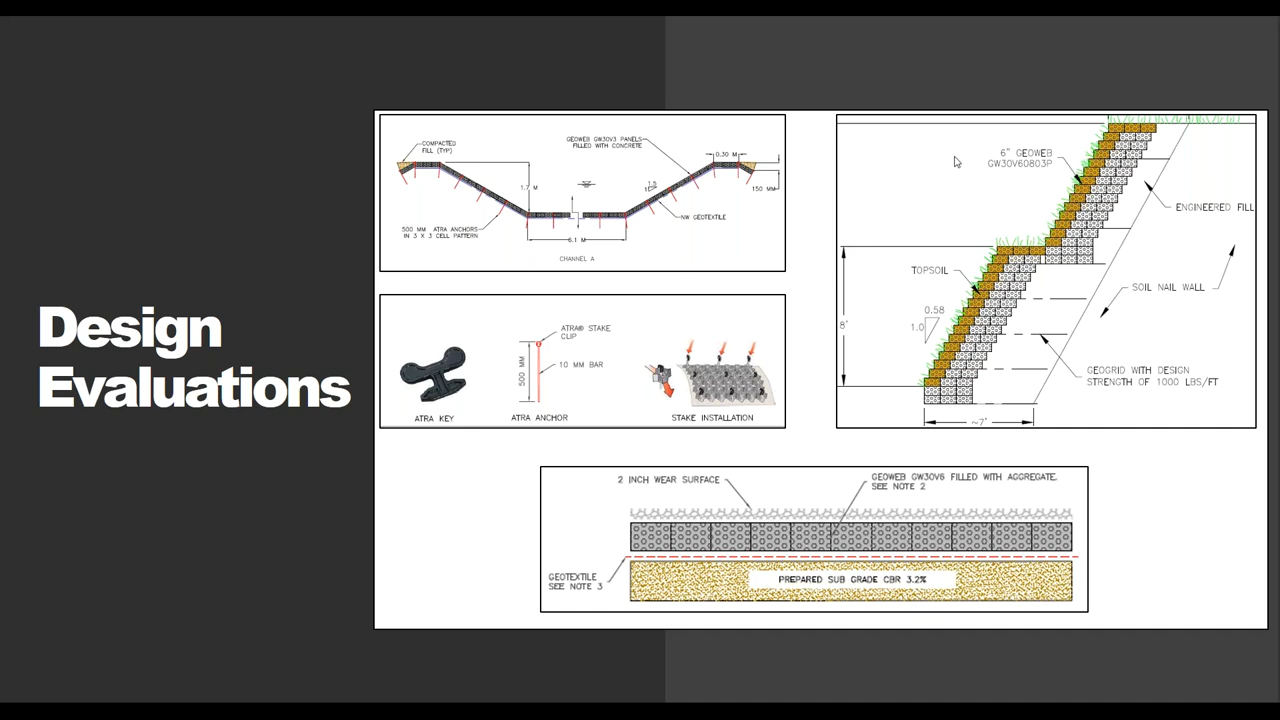 Design
Evaluations
COMPACTED
FILL (TYP)
GEOWEB GW30V3 PANELS
FILLED WITH CONCRETE
0.30 M
1.7 M
1.5
1
150 MM
NW GEOTEXTILE
500 MM ATRA ANCHORS
IN 3 X 3 CELL PATTERN
6.1 M
CHANNEL A
ATRA® STAKE
CLIP
500 MM
10 MM BAR
ATRA KEY
ATRA ANCHOR
STAKE INSTALLATION
6" GEOWEB
GW30V60803P
ENGINEERED FILL
TOPSOIL
SOIL NAIL WALL
0.58
1.0
8'
GEOGRID WITH DESIGN
STRENGTH OF 1000 LBS/FT
~7'
2 INCH WEAR SURFACE
GEOWEB GW30V6 FILLED WITH AGGREGATE.
SEE NOTE 2
GEOTEXTILE
SEE NOTE 3
PREPARED SUB GRADE CBR 3.2%